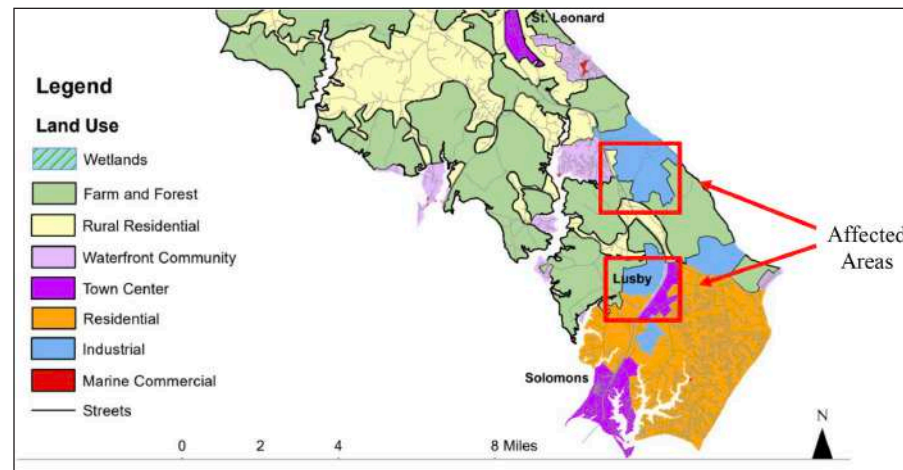 St. Leonard
Legend
Land Use
Wetlands
Farm and Forest
Rural Residential
Waterfront Community
Town Center
Residential
Industrial
Marine Commercial
Streets
Affected
Areas
Lusby
Solomons
N
0 2 4 8 Miles